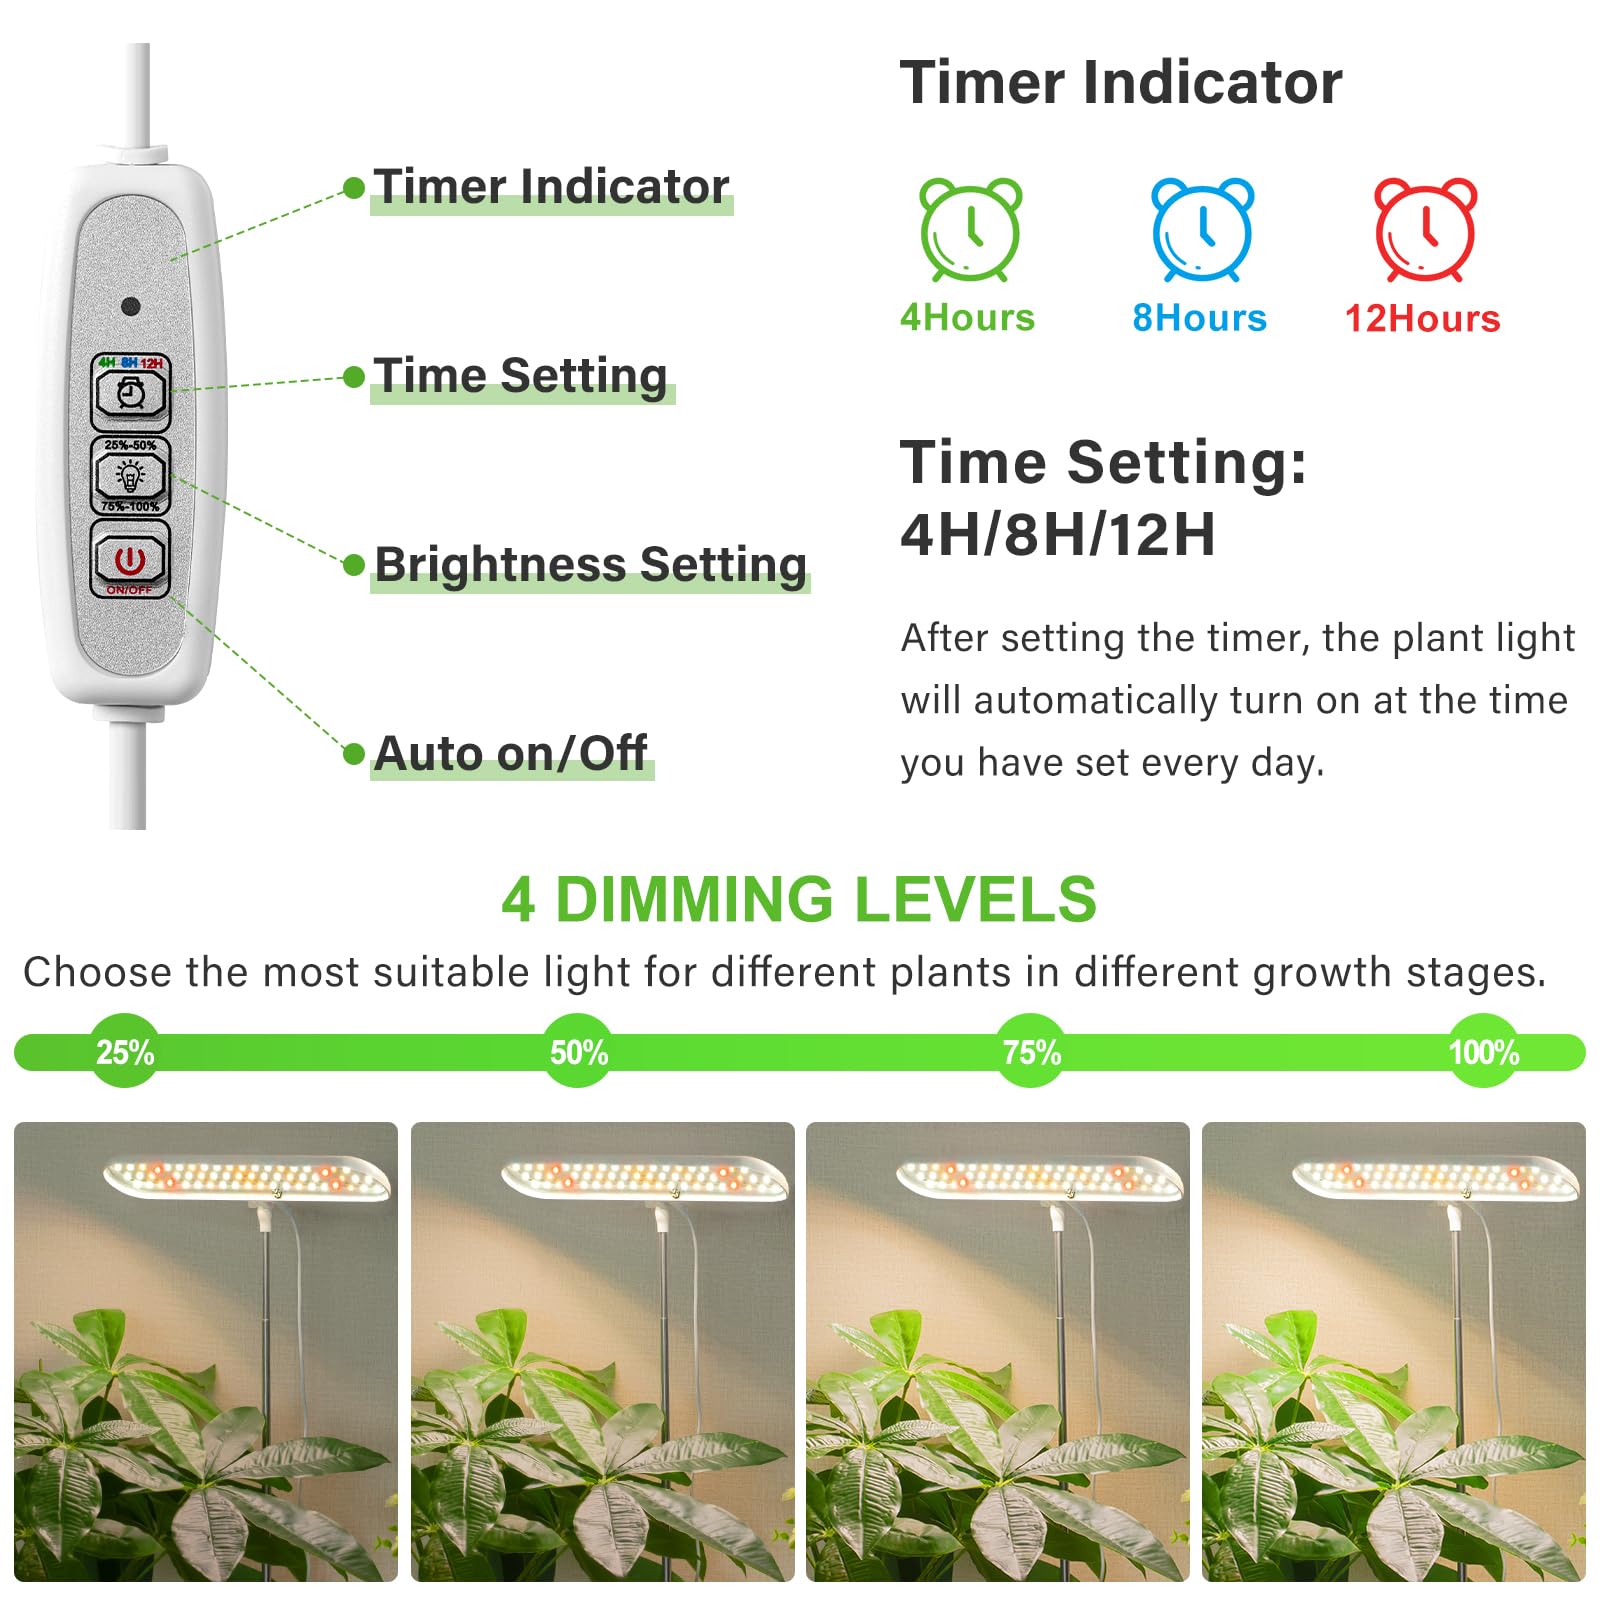 Timer Indicator
Time Setting
Brightness Setting
Auto on/Off
4H 8H 12H
25%-50%
75%-100%
ON/OFF
Timer Indicator
4Hours 8Hours 12Hours
Time Setting:
4H/8H/12H
After setting the timer, the plant light
will automatically turn on at the time
you have set every day.
4 DIMMING LEVELS
Choose the most suitable light for different plants in different growth stages.
25% 50% 75% 100%